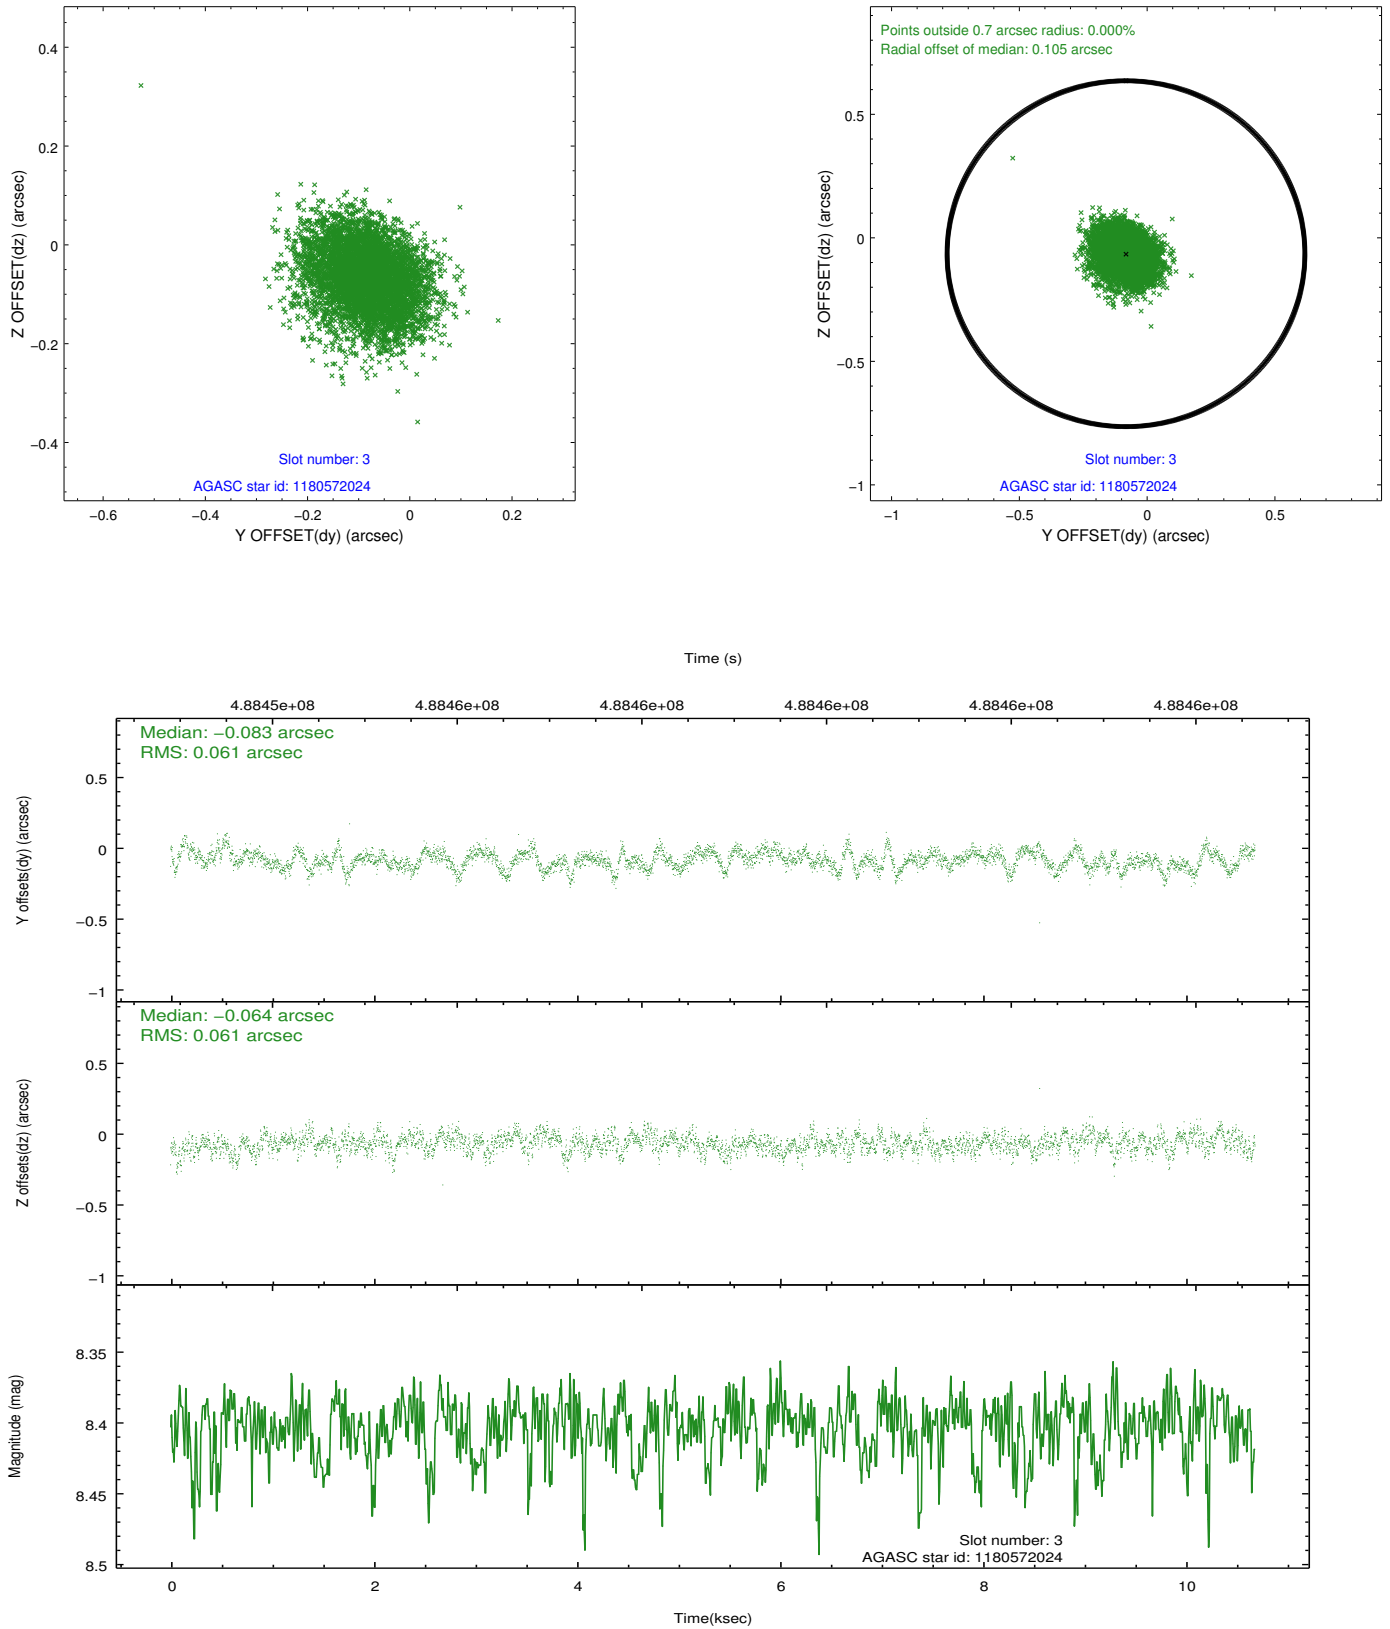 0.4
0.2
0
−0.2
−0.4
Z OFFSET(dz) (arcsec)
Slot number: 3
AGASC star id: 1180572024
−0.6 −0.4 −0.2 0 0.2
Y OFFSET(dy) (arcsec)
Points outside 0.7 arcsec radius: 0.000%
Radial offset of median: 0.105 arcsec
0.5
0
−0.5
−1
Z OFFSET(dz) (arcsec)
Slot number: 3
AGASC star id: 1180572024
−1 −0.5 0 0.5
Y OFFSET(dy) (arcsec)
Time (s)
4.8845e+08 4.8846e+08 4.8846e+08 4.8846e+08 4.8846e+08 4.8846e+08
Median: −0.083 arcsec
RMS: 0.061 arcsec
0.5
0
−0.5
−1
Y offsets(dy) (arcsec)
Median: −0.064 arcsec
RMS: 0.061 arcsec
0.5
0
−0.5
−1
Z offsets(dz) (arcsec)
8.35
8.4
8.45
8.5
Magnitude (mag)
Slot number: 3
AGASC star id: 1180572024
0 2 4 6 8 10
Time(ksec)